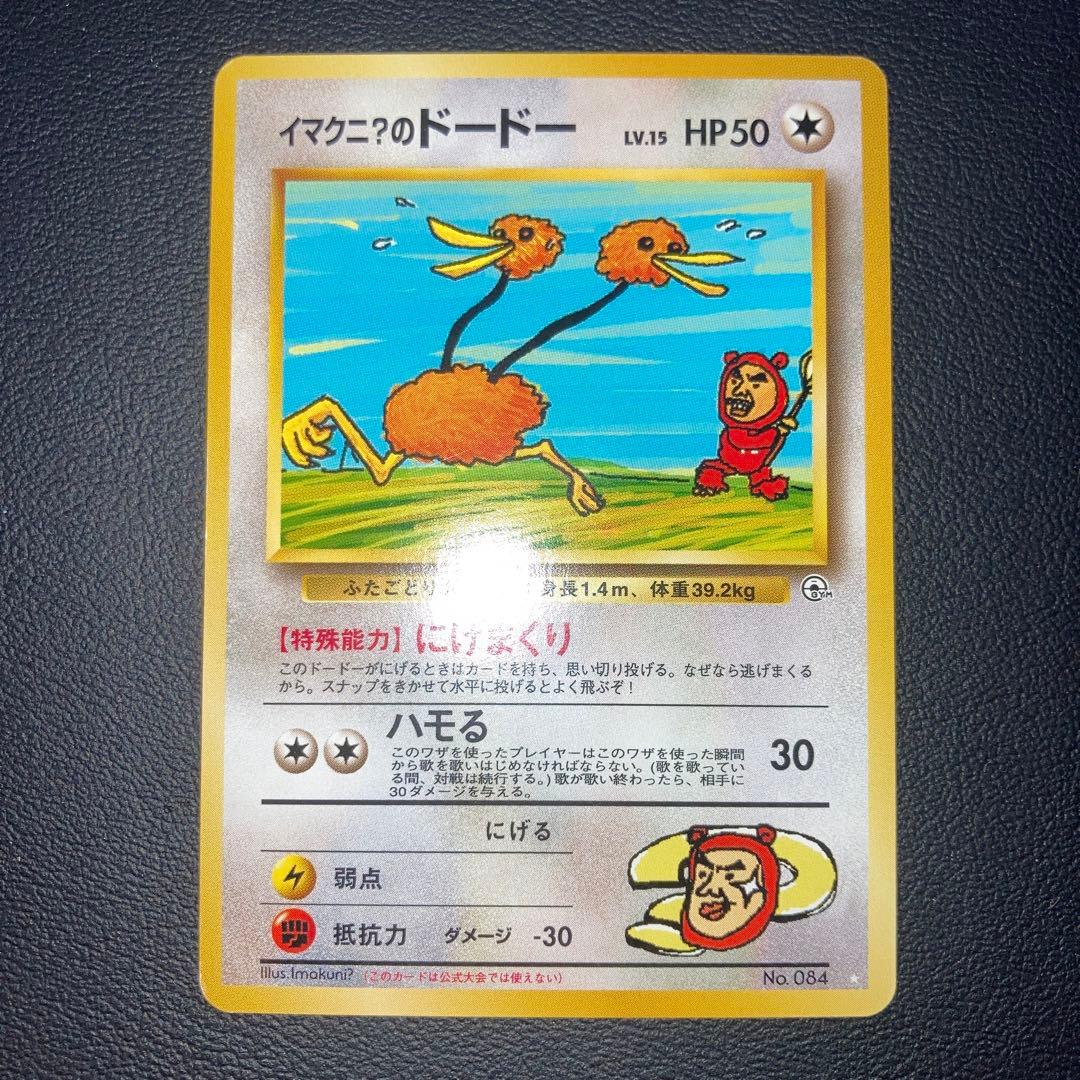 イマクニ?のドードー LV.15 HP50
ふたごどり 身長1.4m、体重39.2kg
GYM
【特殊能力】にげまくり
このドードーがにげるときはカードを持ち、思い切り投げる。なぜなら逃げまくる
から。スナップをきかせて水平に投げるとよく飛ぶぞ!
ハモる
このワザを使ったプレイヤーはこのワザを使った瞬間
から歌を歌いはじめなければならない。(歌を歌ってい
る間、対戦は続行する。)歌が歌い終わったら、相手に
30ダメージを与える。
30
にげる
弱点
抵抗力 ダメージ -30
Illus.Imakuni? (このカードは公式大会では使えない) No. 084